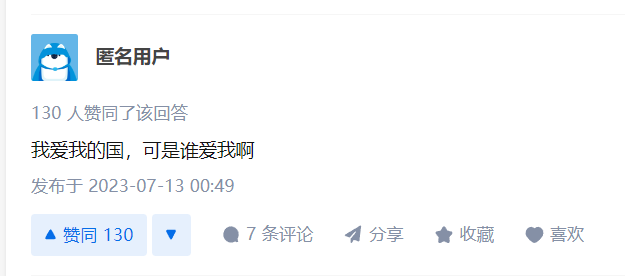 匿名用户
130 人赞同了该回答
我爱我的国，可是谁爱我啊
发布于 2023-07-13 00:49
赞同 130 7 条评论 分享 收藏 喜欢